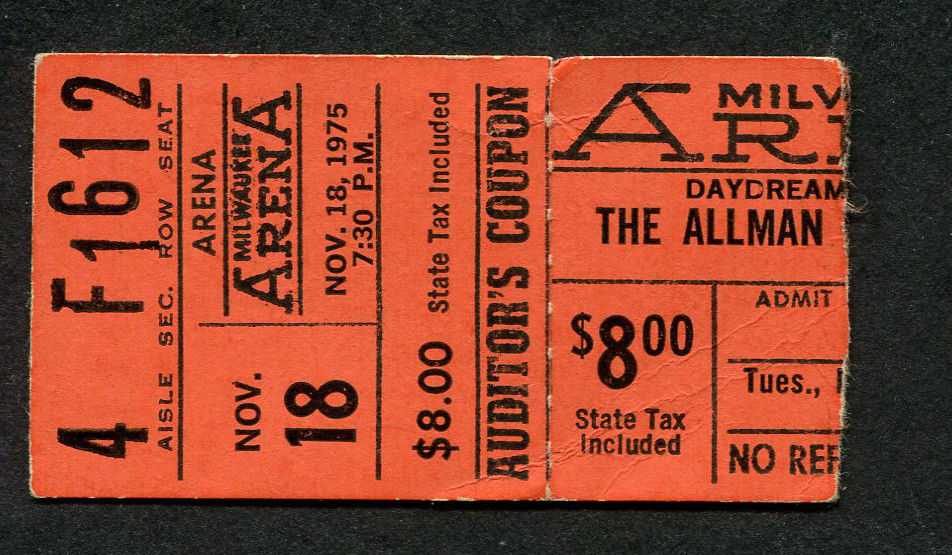 4 F1612
AISLE SEC. ROW SEAT
ARENA
MILWAUKEE
ARENA
NOV. 18, 1975
7:30 P.M.
NOV.
18
$8.00 State Tax Included
AUDITOR'S COUPON
MILW
AR
DAYDREAM
THE ALLMAN
$8.00
State Tax
Included
ADMIT
Tues.,
NO REF